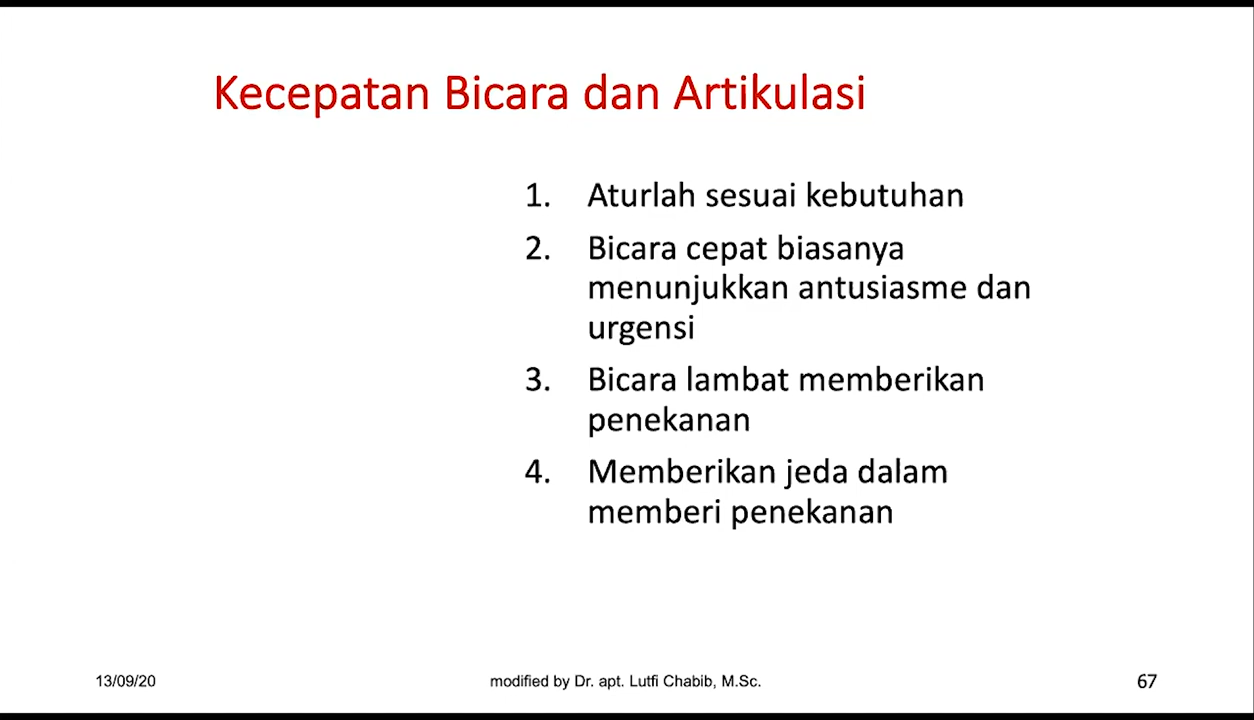 Kecepatan Bicara dan Artikulasi
1. Aturlah sesuai kebutuhan
2. Bicara cepat biasanya
menunjukkan antusiasme dan
urgensi
3. Bicara lambat memberikan
penekanan
4. Memberikan jeda dalam
memberi penekanan
13/09/20
modified by Dr. apt. Lutfi Chabib, M.Sc.
67